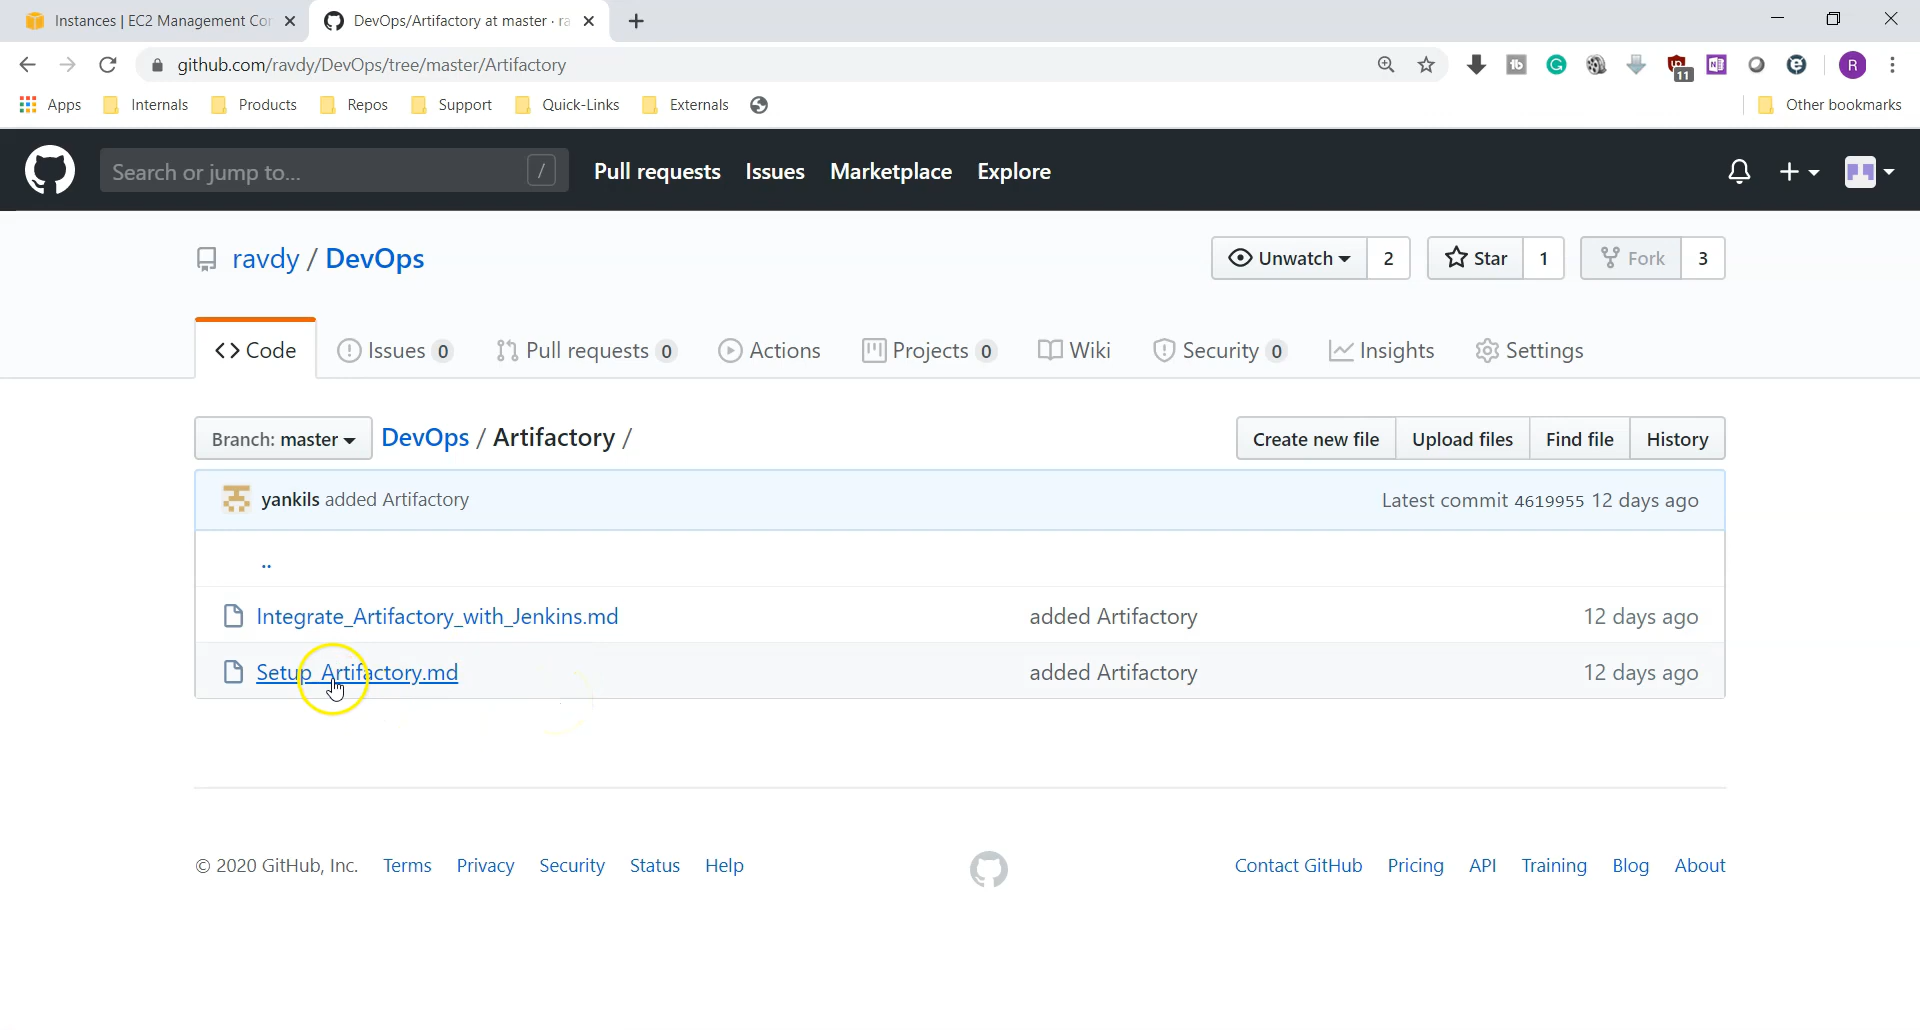 Instances | EC2 Management Con
DevOps/Artifactory at master · ra
github.com/ravdy/DevOps/tree/master/Artifactory
11
R
Apps Internals Products Repos Support Quick-Links Externals Other bookmarks
Search or jump to... /
Pull requests Issues Marketplace Explore
ravdy / DevOps
Unwatch 2 Star 1 Fork 3
Code Issues 0 Pull requests 0 Actions Projects 0 Wiki Security 0 Insights Settings
Branch: master DevOps / Artifactory /
Create new file Upload files Find file History
yankils added Artifactory Latest commit 4619955 12 days ago
..
Integrate_Artifactory_with_Jenkins.md added Artifactory 12 days ago
Setup_Artifactory.md added Artifactory 12 days ago
© 2020 GitHub, Inc. Terms Privacy Security Status Help Contact GitHub Pricing API Training Blog About